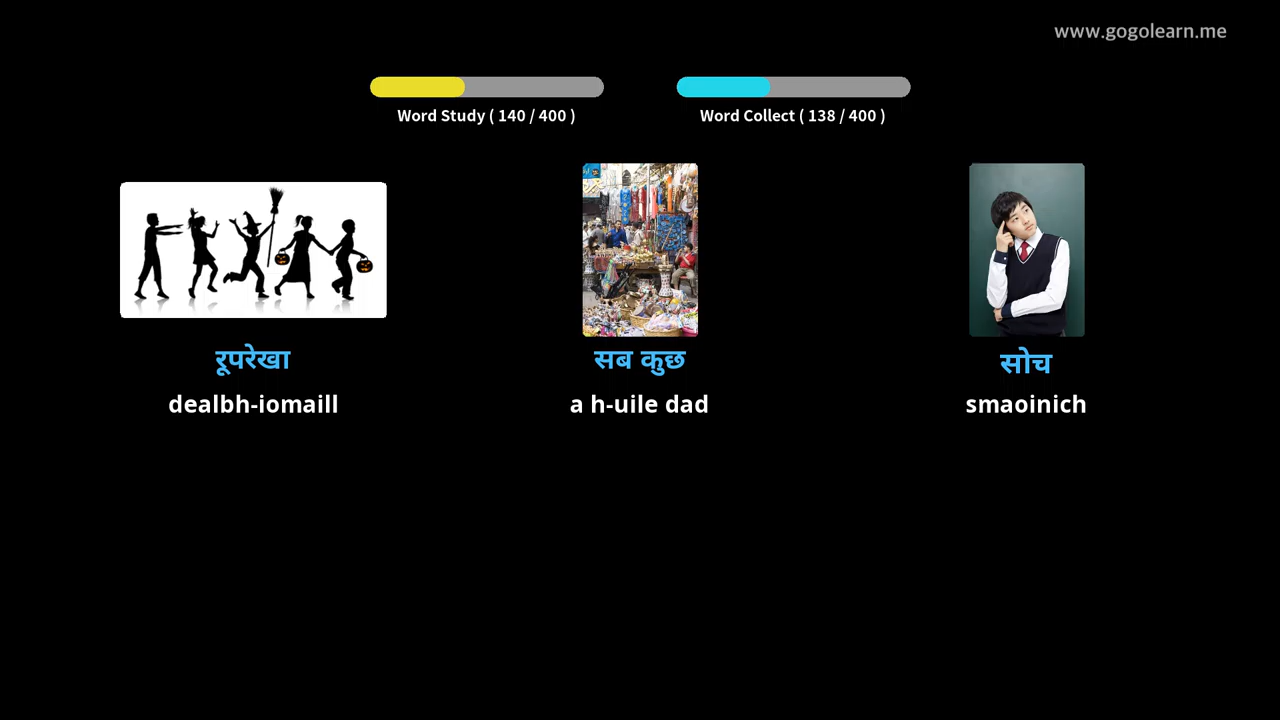 www.gogolearn.me
Word Study ( 140 / 400 )
Word Collect ( 138 / 400 )
रूपरेखा
सब कुछ
सोच
dealbh-iomaill
a h-uile dad
smaoinich